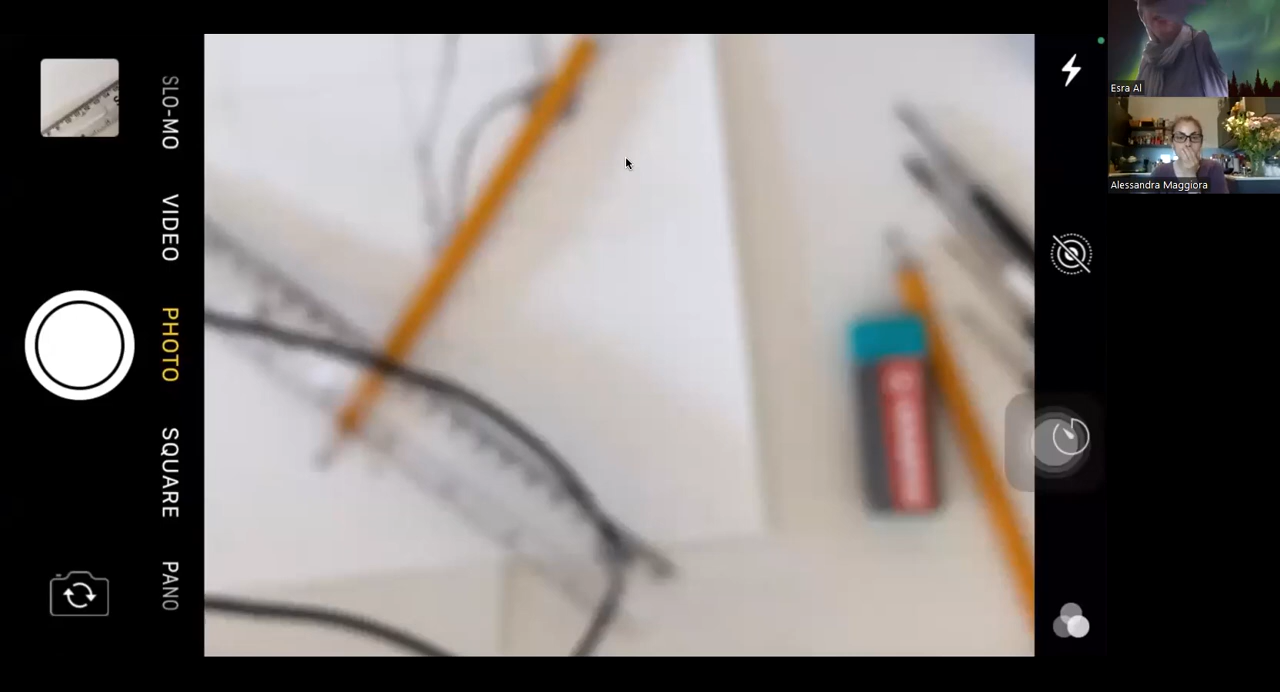 SLO-MO
VIDEO
PHOTO
SQUARE
PANO
Esra Al
Alessandra Maggiora